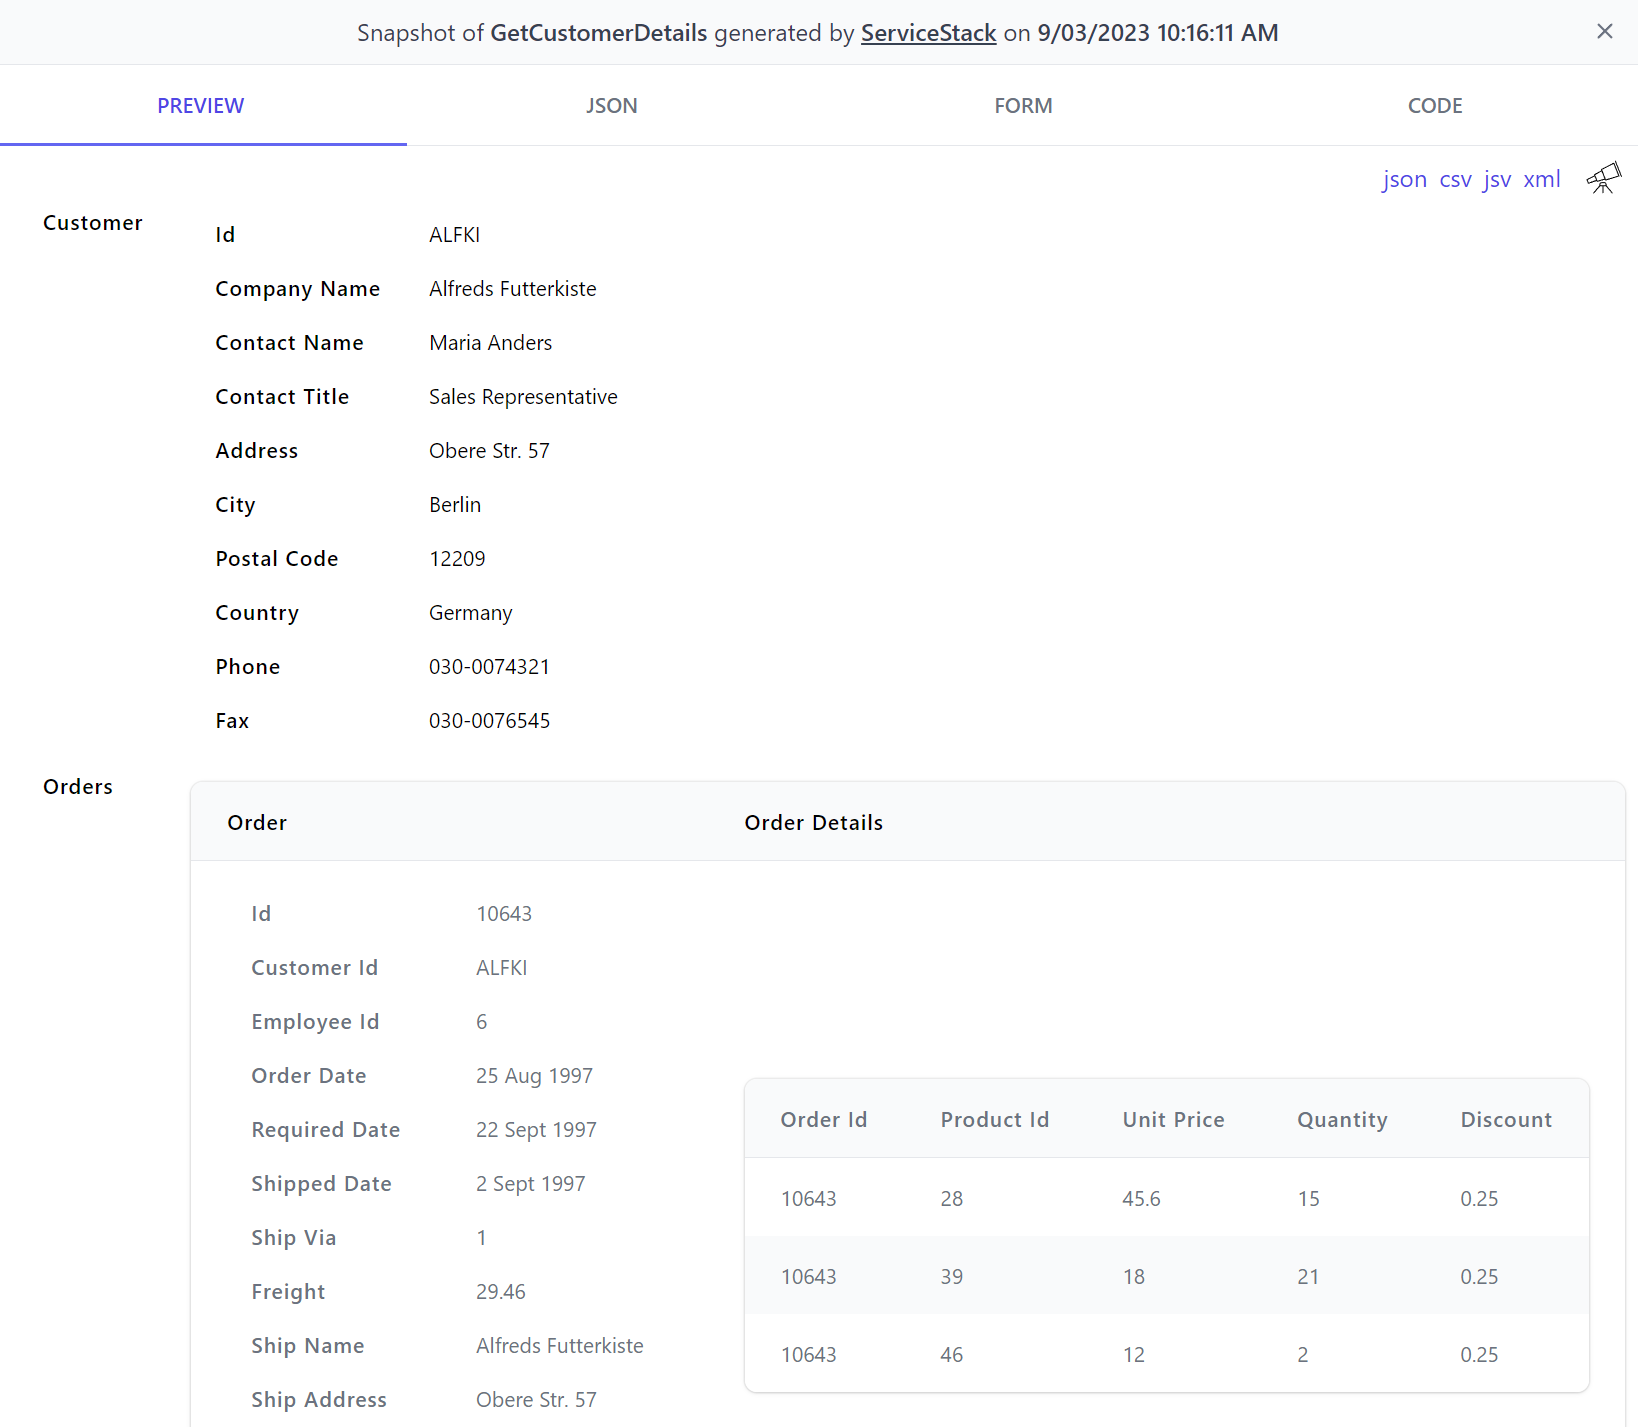 Snapshot of GetCustomerDetails generated by ServiceStack on 9/03/2023 10:16:11 AM
PREVIEW JSON FORM CODE
json csv jsv xml
Customer
Id ALFKI
Company Name Alfreds Futterkiste
Contact Name Maria Anders
Contact Title Sales Representative
Address Obere Str. 57
City Berlin
Postal Code 12209
Country Germany
Phone 030-0074321
Fax 030-0076545
Orders
Order Order Details
Id 10643
Customer Id ALFKI
Employee Id 6
Order Date 25 Aug 1997
Required Date 22 Sept 1997
Shipped Date 2 Sept 1997
Ship Via 1
Freight 29.46
Ship Name Alfreds Futterkiste
Ship Address Obere Str. 57
Order Id Product Id Unit Price Quantity Discount
10643 28 45.6 15 0.25
10643 39 18 21 0.25
10643 46 12 2 0.25